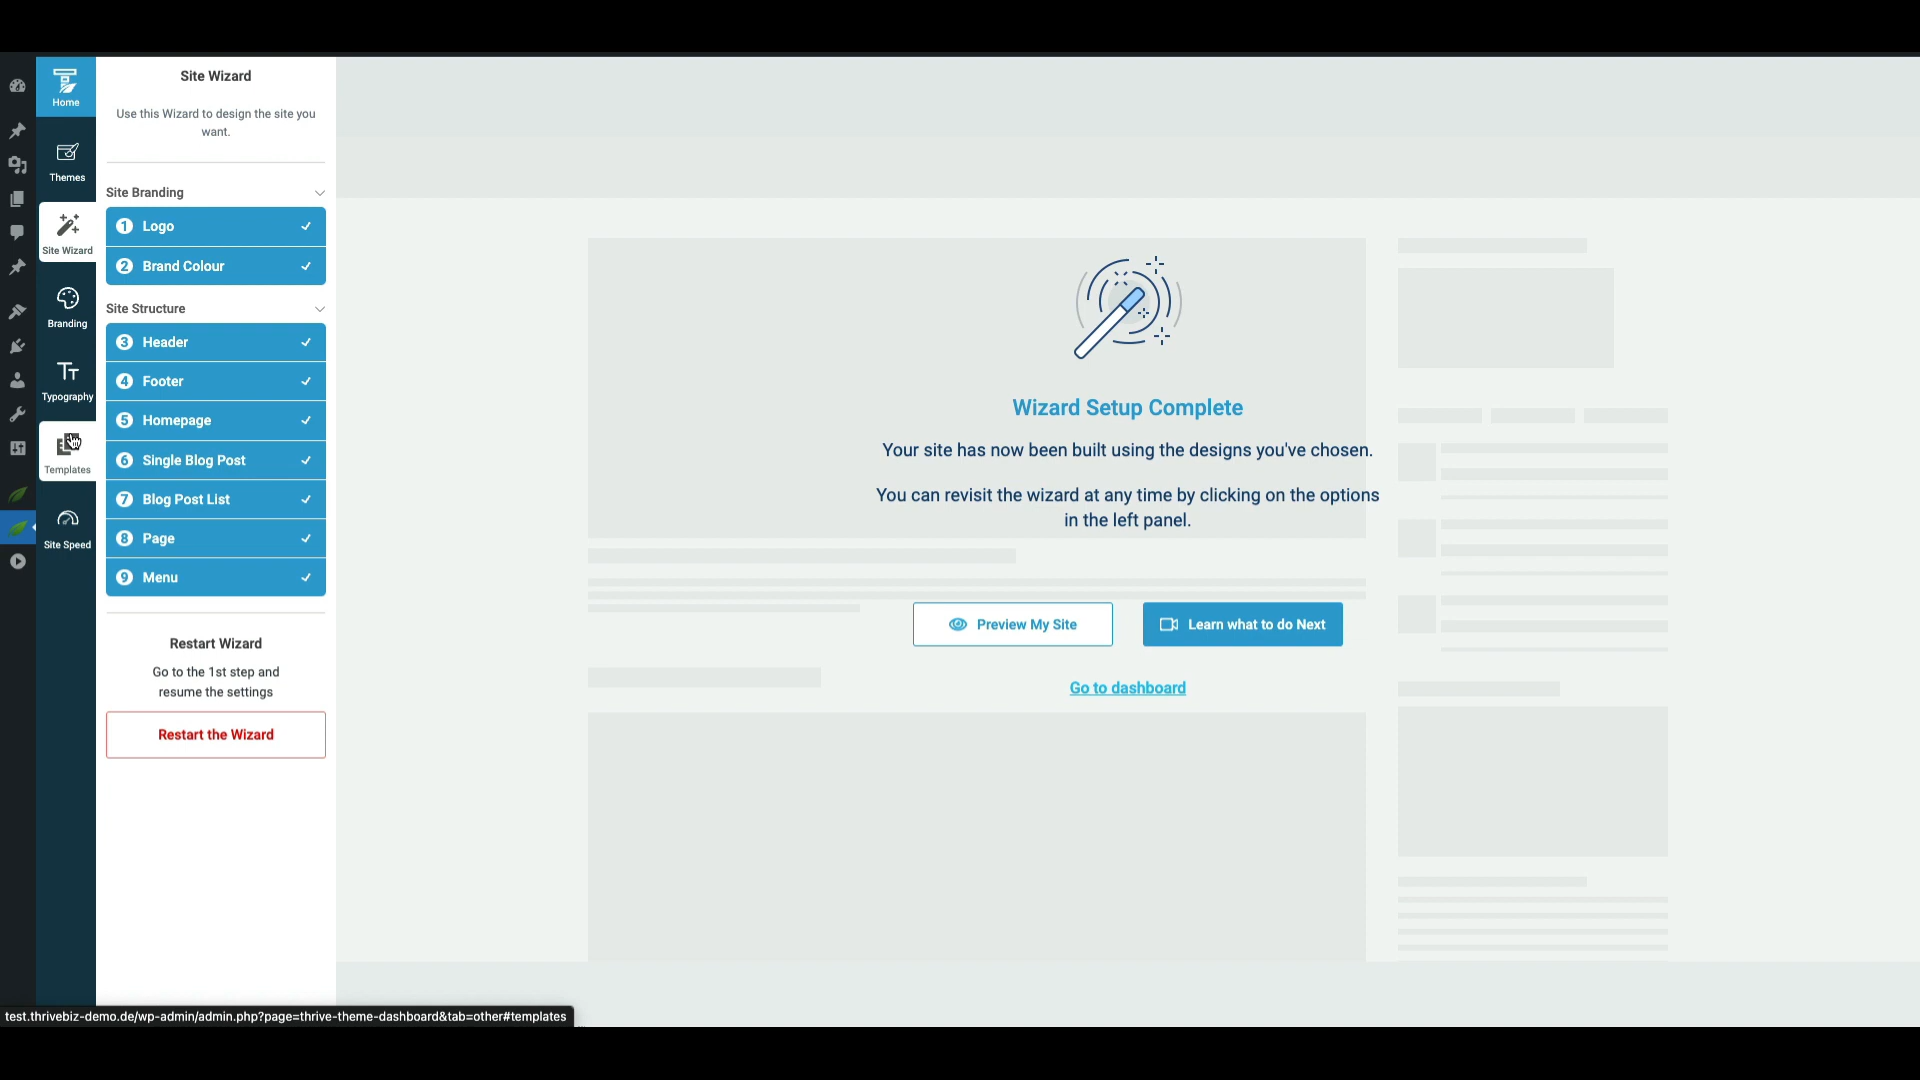 Home
Themes
Site Wizard
Branding
Typography
Templates
Site Speed
Site Wizard
Use this Wizard to design the site you
want.
Site Branding
1 Logo
2 Brand Colour
Site Structure
3 Header
4 Footer
5 Homepage
6 Single Blog Post
7 Blog Post List
8 Page
9 Menu
Restart Wizard
Go to the 1st step and
resume the settings
Restart the Wizard
Wizard Setup Complete
Your site has now been built using the designs you've chosen.
You can revisit the wizard at any time by clicking on the options
in the left panel.
Preview My Site
Learn what to do Next
Go to dashboard
test.thrivebiz-demo.de/wp-admin/admin.php?page=thrive-theme-dashboard&tab=other#templates